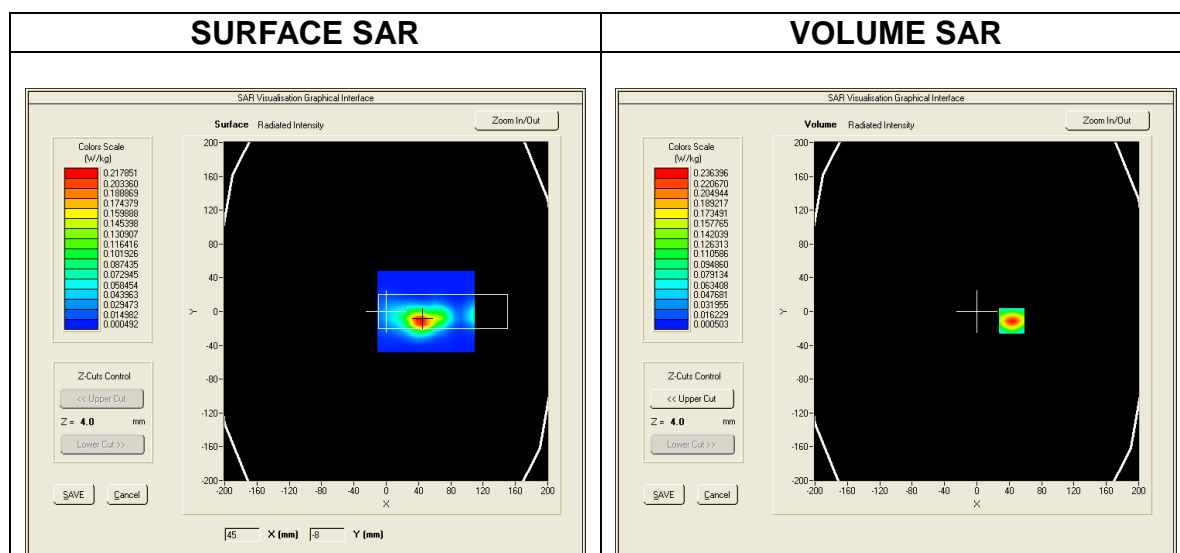 SURFACE SAR
SAR Visualisation Graphical Interface
Surface Radiated Intensity
Zoom In/Out
Colors Scale
(W/kg)
0.217851
0.203360
0.188869
0.174379
0.159888
0.145398
0.130907
0.116416
0.101926
0.087435
0.072945
0.058454
0.043963
0.029473
0.014982
0.000492
Z-Cuts Control
<< Upper Cut
Z = 4.0 mm
Lower Cut >>
SAVE Cancel
200
160
120
80
40
0
-40
-80
-120
-160
-200
Y
-200 -160 -120 -80 -40 0 40 80 120 160 200
X
45 X (mm) -8 Y (mm)
VOLUME SAR
SAR Visualisation Graphical Interface
Volume Radiated Intensity
Zoom In/Out
Colors Scale
(W/kg)
0.236396
0.220670
0.204944
0.189217
0.173491
0.157765
0.142039
0.126313
0.110586
0.094860
0.079134
0.063408
0.047681
0.031955
0.016229
0.000503
Z-Cuts Control
<< Upper Cut
Z = 4.0 mm
Lower Cut >>
SAVE Cancel
200
160
120
80
40
0
-40
-80
-120
-160
-200
Y
-200 -160 -120 -80 -40 0 40 80 120 160 200
X